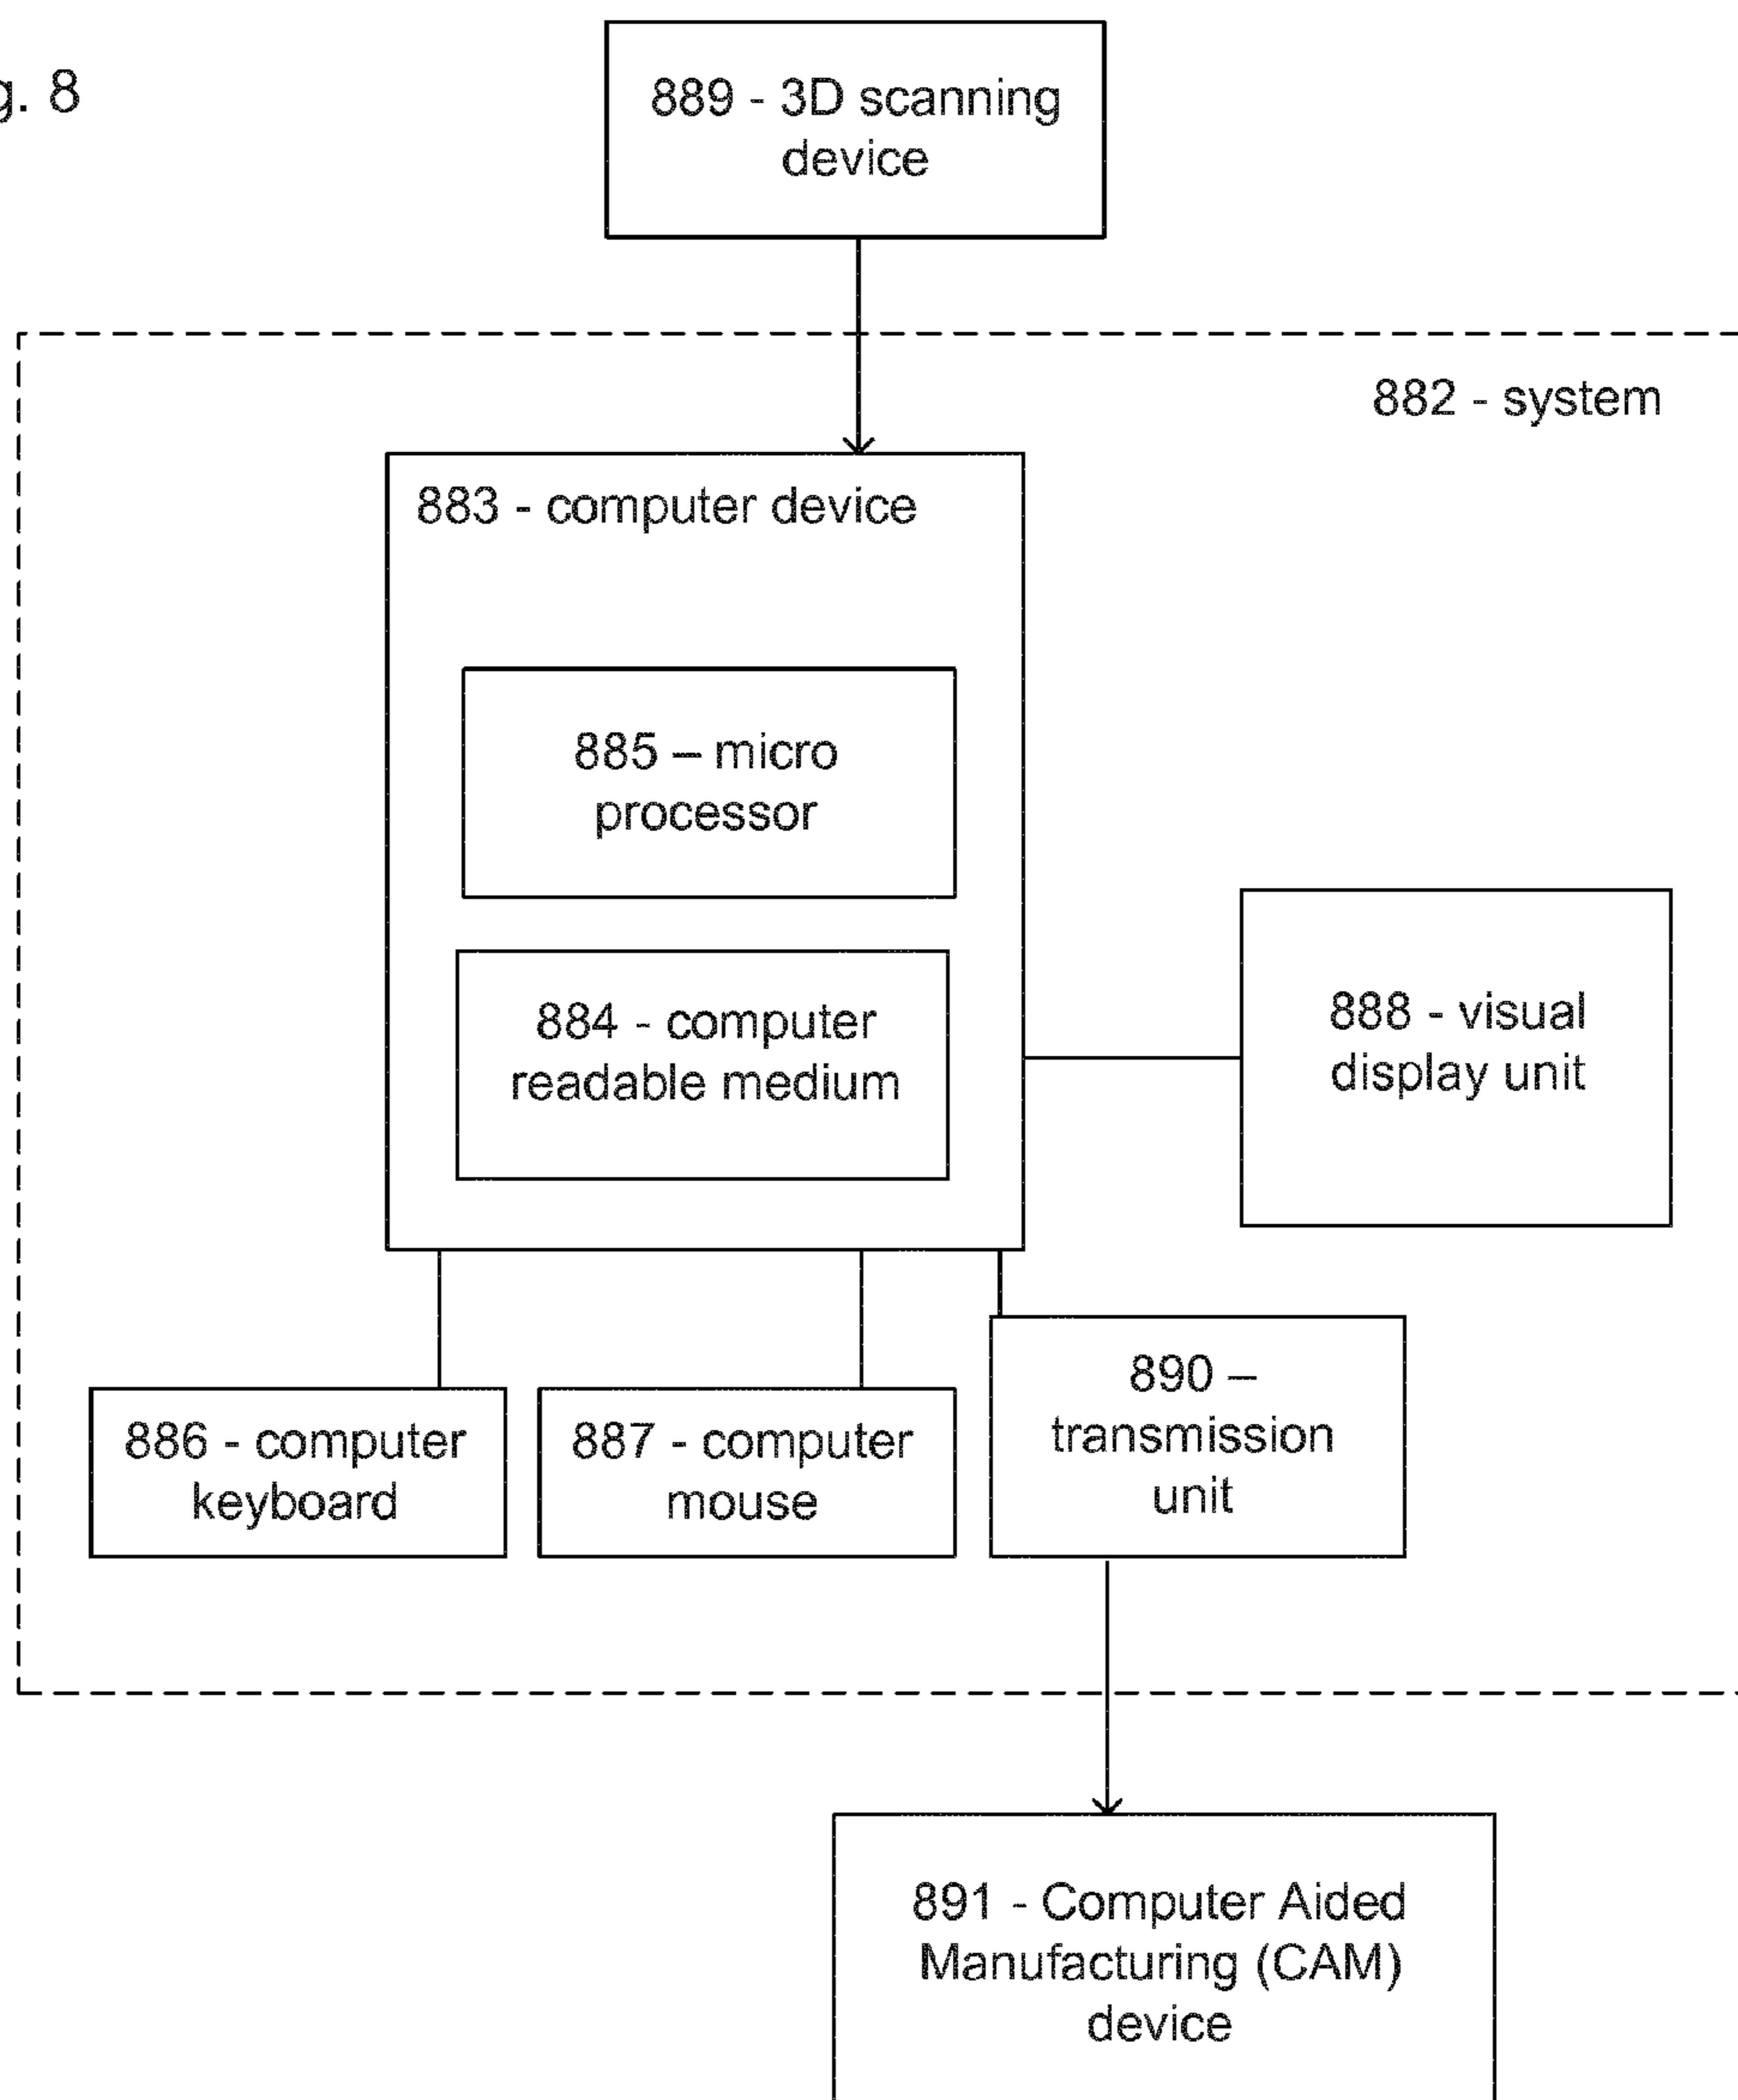 g. 8
889 - 3D scanning
device
882 - system
883 - computer device
885 – micro
processor
884 - computer
readable medium
888 - visual
display unit
886 - computer
keyboard
887 - computer
mouse
890 –
transmission
unit
891 - Computer Aided
Manufacturing (CAM)
device